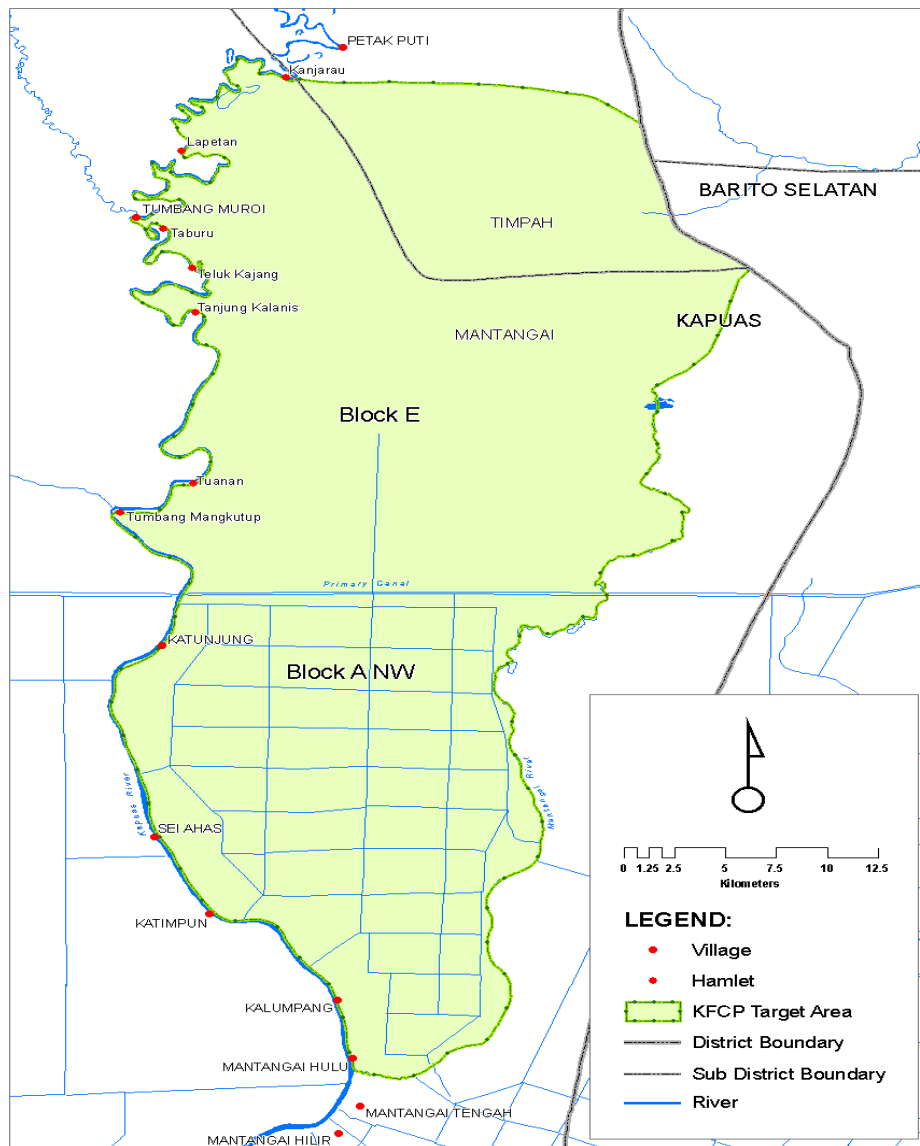 PETAK PUTI
Kanjarau
Lapetan
BARITO SELATAN
TUMBANG MUROI
TIMPAH
Taburu
Teluk Kajang
Tanjung Kalanis
KAPUAS
MANTANGAI
Block E
Tuanan
Tumbang Mangkutup
Primary Canal
KATUNJUNG
Block A NW
Kapuas River
Mantangai River
SEI AHAS
KATIMPUN
KALUMPANG
MANTANGAI HULU
MANTANGAI TENGAH
MANTANGAI HILIR
0 1.25 2.5 5 7.5 10 12.5
Kilometers
LEGEND:
Village
Hamlet
KFCP Target Area
District Boundary
Sub District Boundary
River